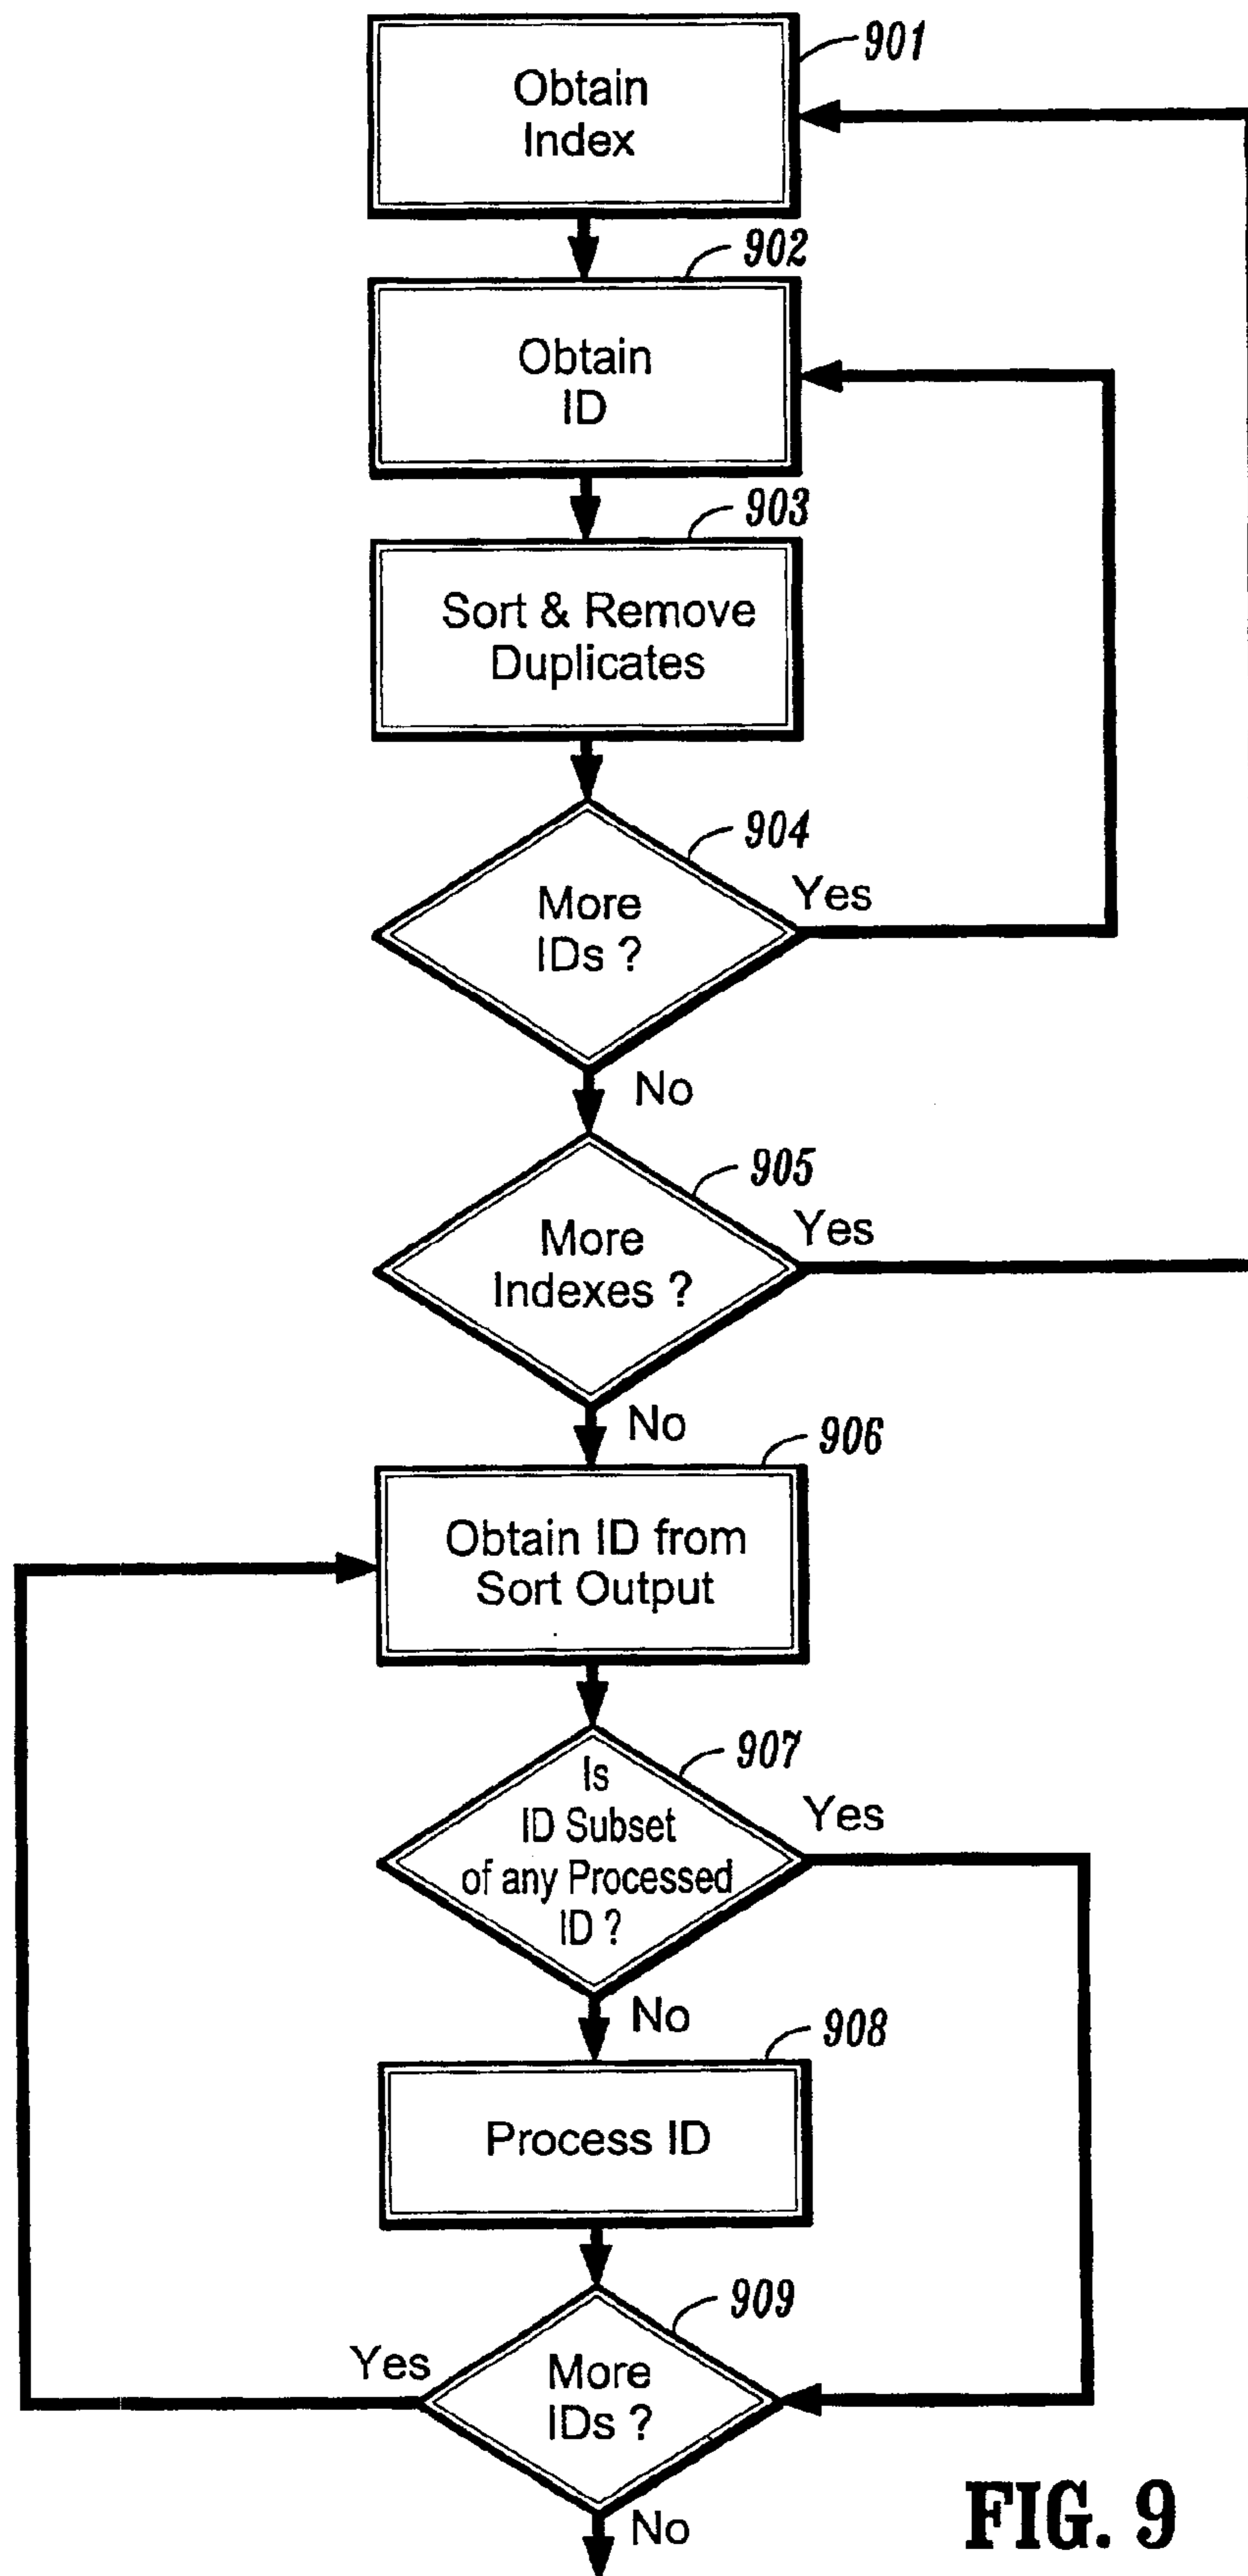 901
Obtain
Index
902
Obtain
ID
903
Sort & Remove
Duplicates
904
More
IDs ?
Yes
No
905
More
Indexes ?
Yes
No
906
Obtain ID from
Sort Output
907
Is
ID Subset
of any Processed
ID ?
Yes
No
908
Process ID
909
Yes
More
IDs ?
No
FIG. 9